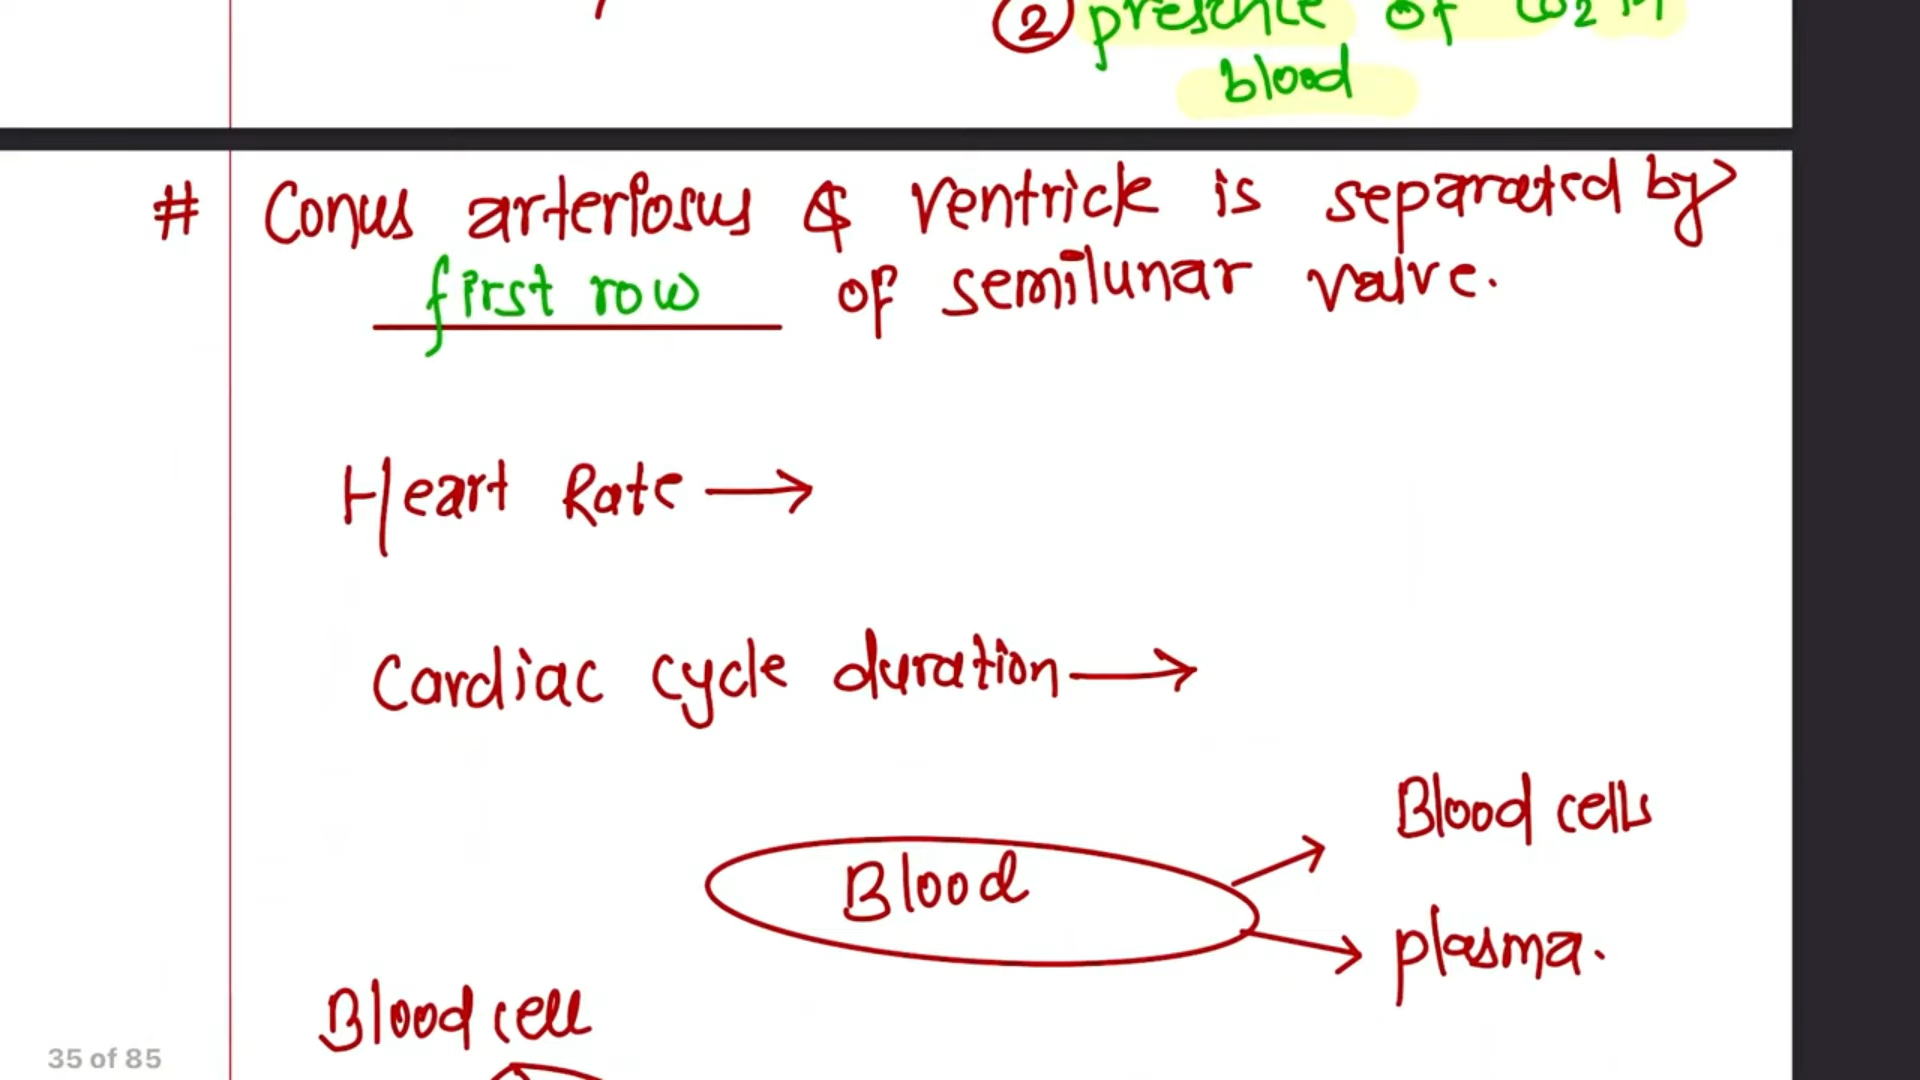 ② presence of CO2 in
blood
# Conus arteriosus & ventricle is separated by
first row of semilunar valve.
Heart Rate →
Cardiac cycle duration →
Blood cells
Blood
plasma.
Blood cell
35 of 85